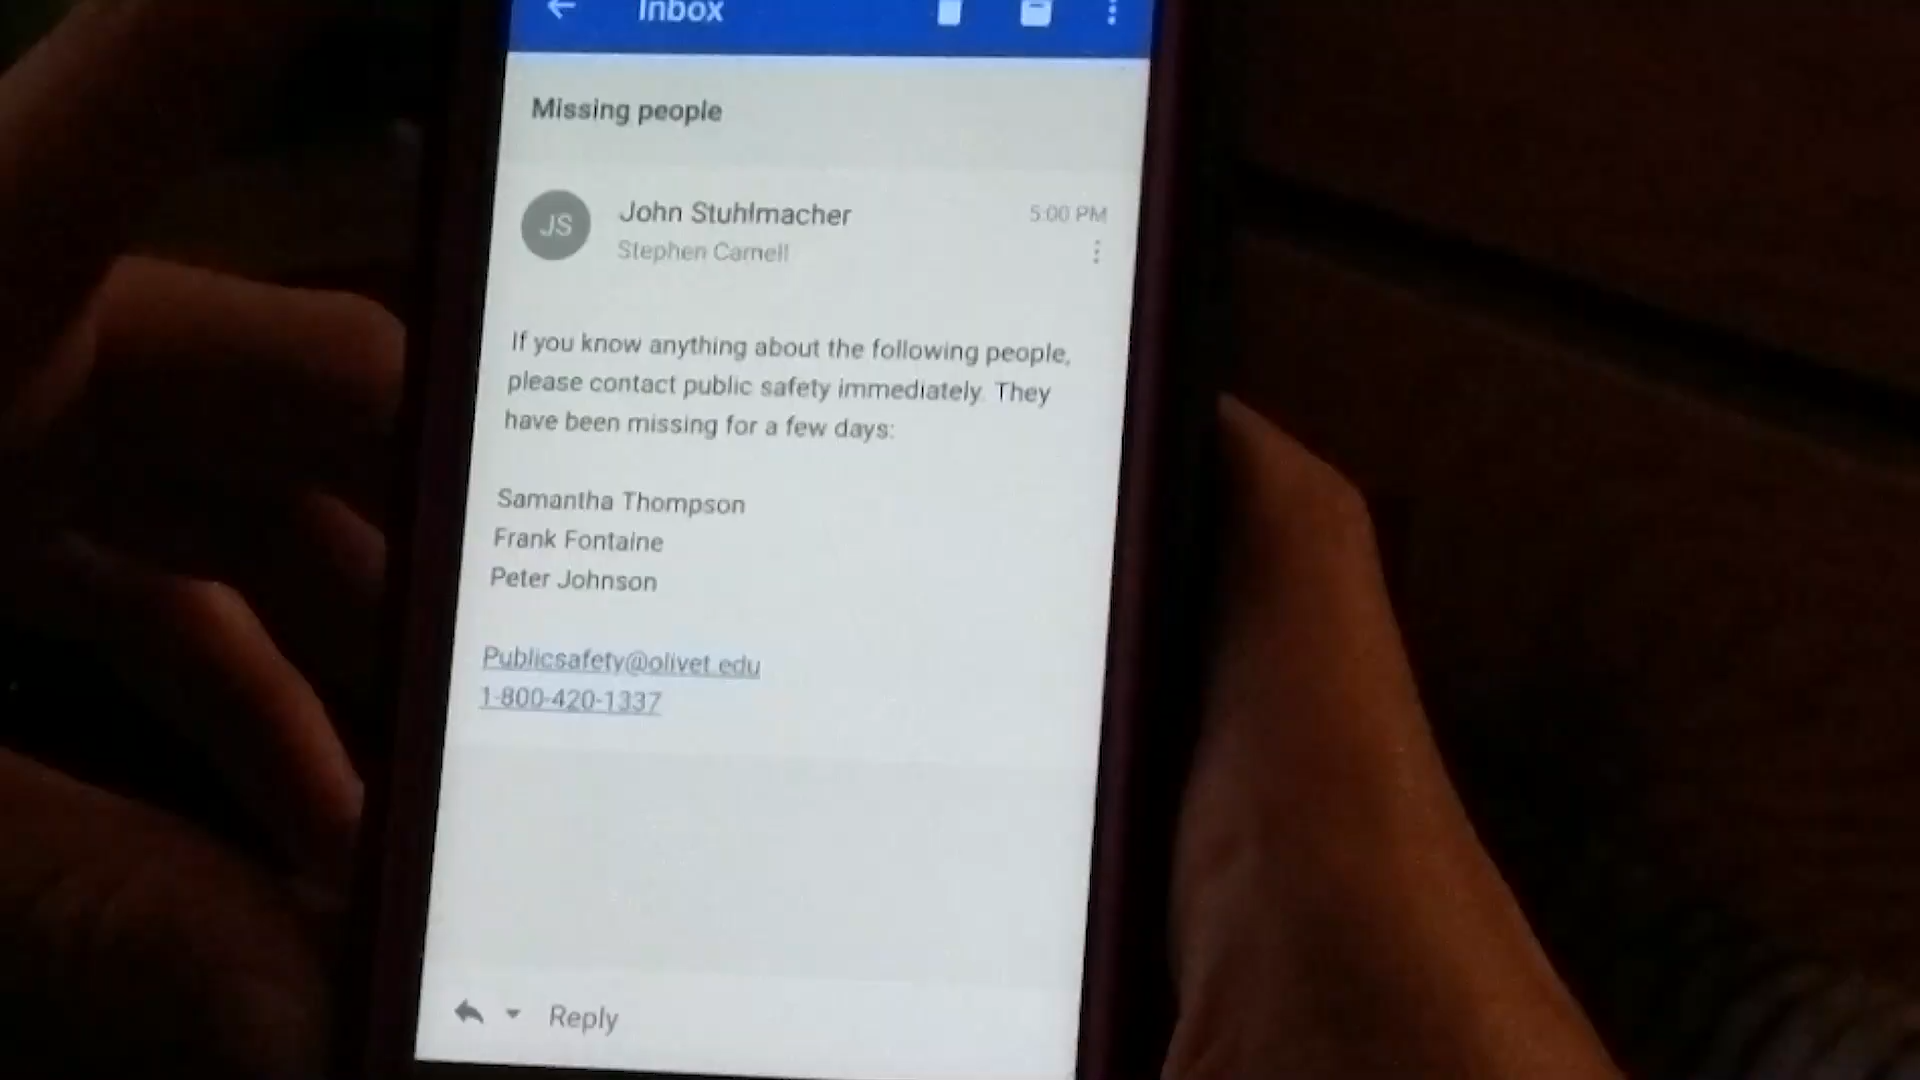 Inbox
Missing people
JS
John Stuhlmacher
5:00 PM
Stephen Carnell
If you know anything about the following people,
please contact public safety immediately. They
have been missing for a few days:
Samantha Thompson
Frank Fontaine
Peter Johnson
Publicsafety@olivet.edu
1-800-420-1337
Reply